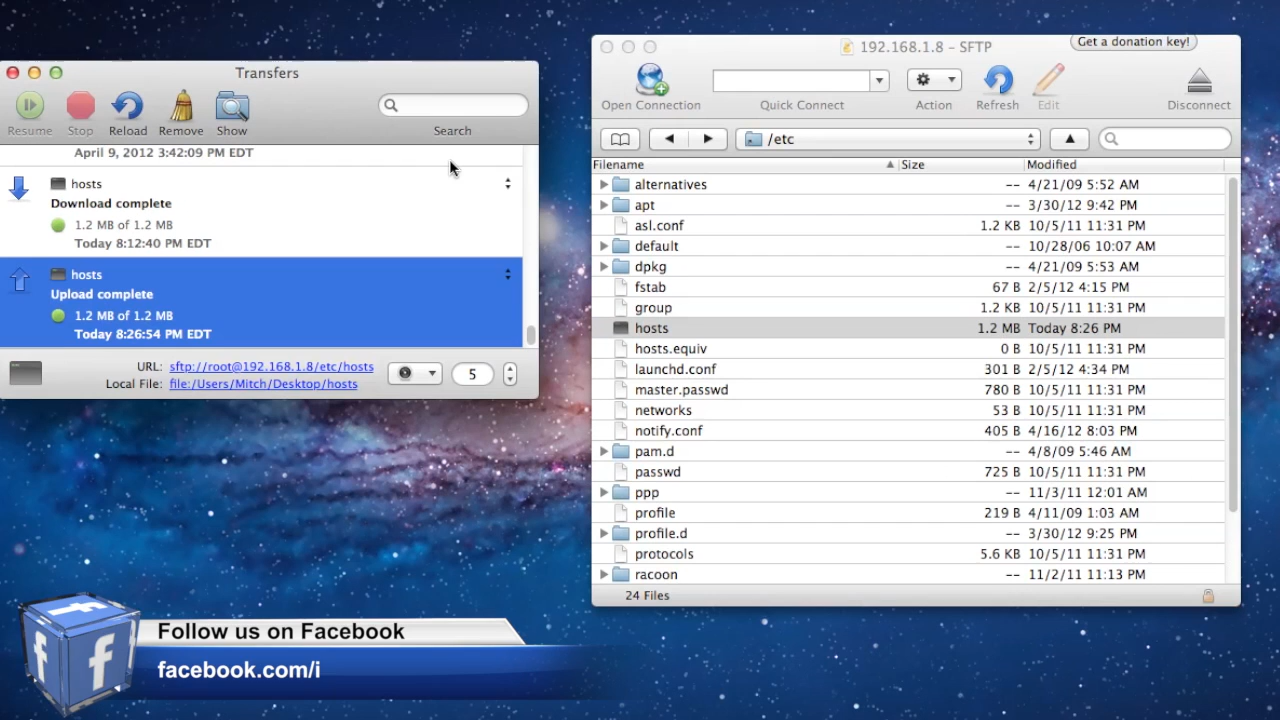 Transfers
Resume Stop Reload Remove Show Search
April 9, 2012 3:42:09 PM EDT
hosts
Download complete
1.2 MB of 1.2 MB
Today 8:12:40 PM EDT
hosts
Upload complete
1.2 MB of 1.2 MB
Today 8:26:54 PM EDT
URL: sftp://root@192.168.1.8/etc/hosts
Local File: file:/Users/Mitch/Desktop/hosts
5
192.168.1.8 – SFTP
Get a donation key!
Open Connection Quick Connect Action Refresh Edit Disconnect
/etc
Filename Size Modified
alternatives -- 4/21/09 5:52 AM
apt -- 3/30/12 9:42 PM
asl.conf 1.2 KB 10/5/11 11:31 PM
default -- 10/28/06 10:07 AM
dpkg -- 4/21/09 5:53 AM
fstab 67 B 2/5/12 4:15 PM
group 1.2 KB 10/5/11 11:31 PM
hosts 1.2 MB Today 8:26 PM
hosts.equiv 0 B 10/5/11 11:31 PM
launchd.conf 301 B 2/5/12 4:34 PM
master.passwd 780 B 10/5/11 11:31 PM
networks 53 B 10/5/11 11:31 PM
notify.conf 405 B 4/16/12 8:04 PM
pam.d -- 4/8/09 5:46 AM
passwd 725 B 10/5/11 11:31 PM
ppp -- 11/3/11 12:01 AM
profile 219 B 4/11/09 1:03 AM
profile.d -- 3/30/12 9:25 PM
protocols 5.6 KB 10/5/11 11:31 PM
racoon -- 11/2/11 11:13 PM
24 Files
Follow us on Facebook
facebook.com/i